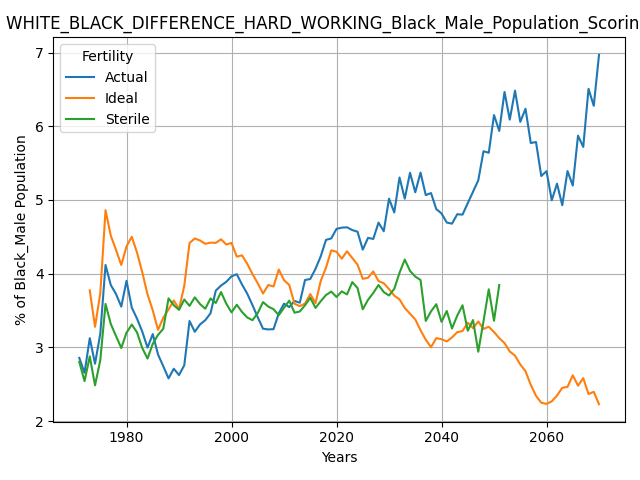 WHITE_BLACK_DIFFERENCE_HARD_WORKING_Black_Male_Population_Scorin
7
6
5
4
3
2
% of Black_Male Population
Fertility
Actual
Ideal
Sterile
1980 2000 2020 2040 2060
Years